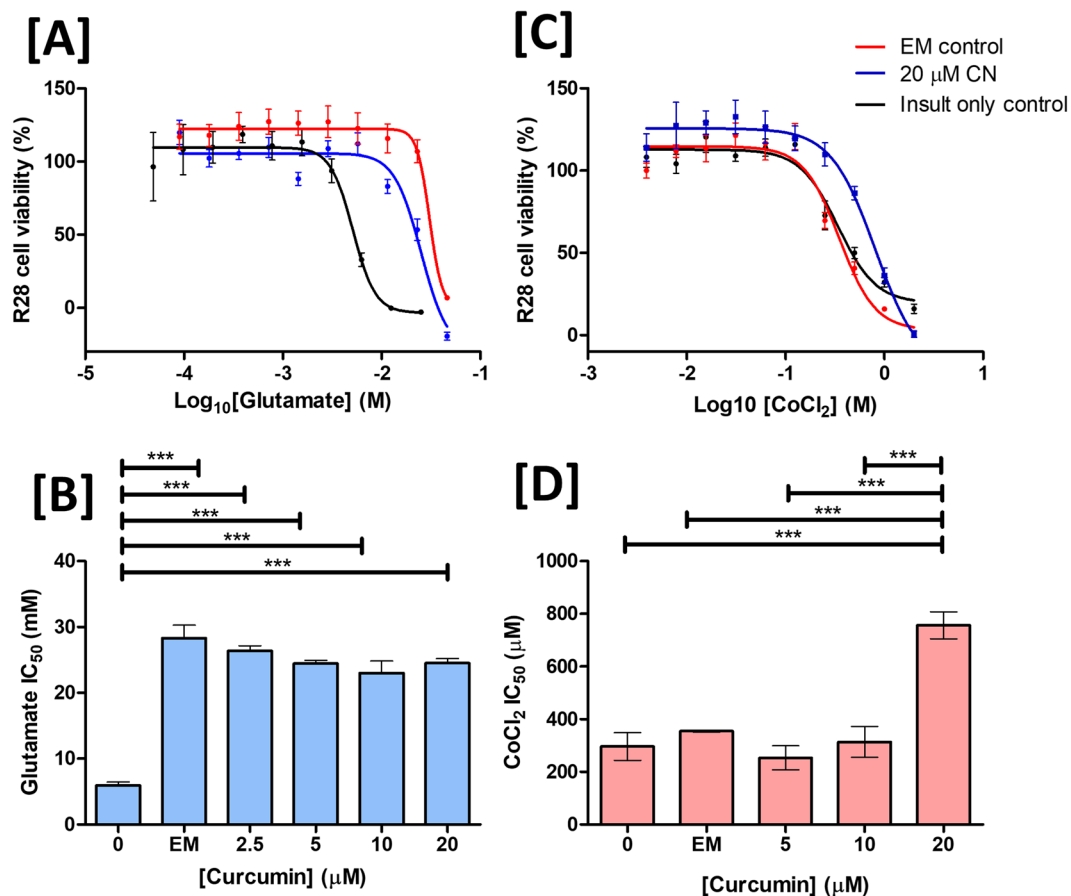 [A]
150
100
50
0
R28 cell viability (%)
-5
-4
-3
-2
-1
Log10[Glutamate] (M)
[C]
EM control
20 μM CN
Insult only control
150
100
50
0
R28 cell viability (%)
-3
-2
-1
0
1
Log10 [CoCl2] (M)
[B]
***
***
***
***
***
40
30
20
10
0
Glutamate IC50 (mM)
0 EM 2.5 5 10 20
[Curcumin] (μM)
[D]
***
***
***
***
1000
800
600
400
200
0
CoCl2 IC50 (μM)
0 EM 5 10 20
[Curcumin] (μM)